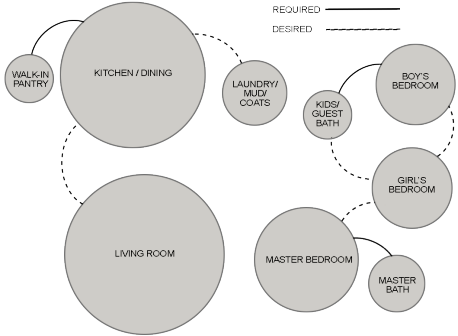 REQUIRED
DESIRED
WALK-IN
PANTRY
KITCHEN / DINING
LAUNDRY/
MUD/
COATS
KIDS/
GUEST
BATH
BOY'S
BEDROOM
GIRL'S
BEDROOM
LIVING ROOM
MASTER BEDROOM
MASTER
BATH